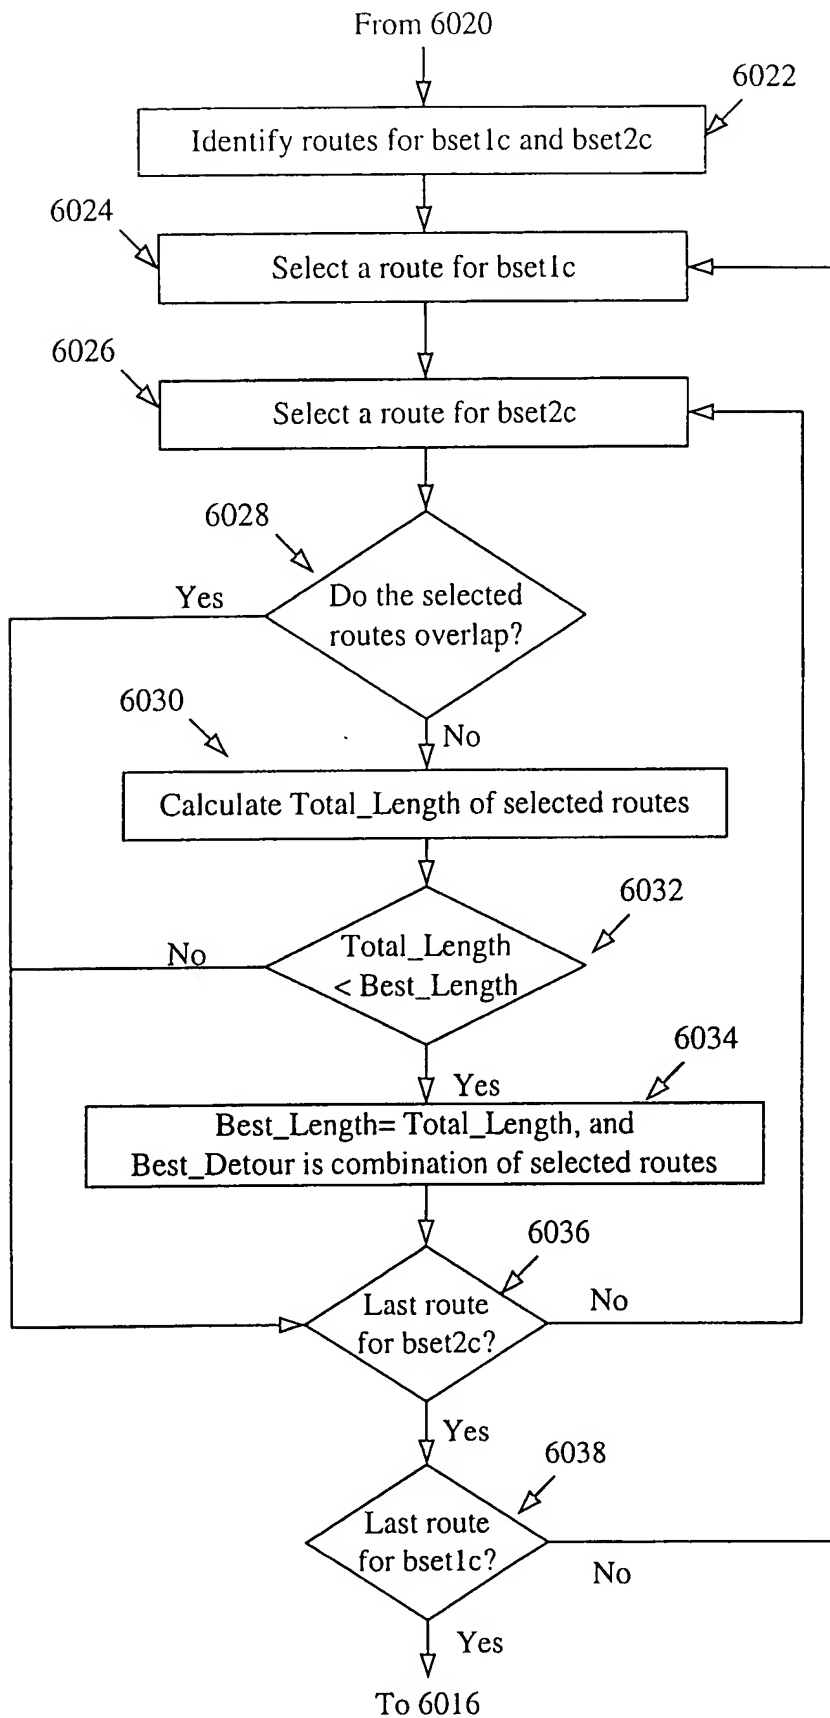 From 6020
6022
Identify routes for bset1c and bset2c
6024
Select a route for bset1c
6026
Select a route for bset2c
6028
Yes
Do the selected
routes overlap?
6030
No
Calculate Total_Length of selected routes
6032
No
Total_Length
< Best_Length
6034
Yes
Best_Length= Total_Length, and
Best_Detour is combination of selected routes
6036
Last route
for bset2c?
No
Yes
6038
Last route
for bset1c?
No
Yes
To 6016